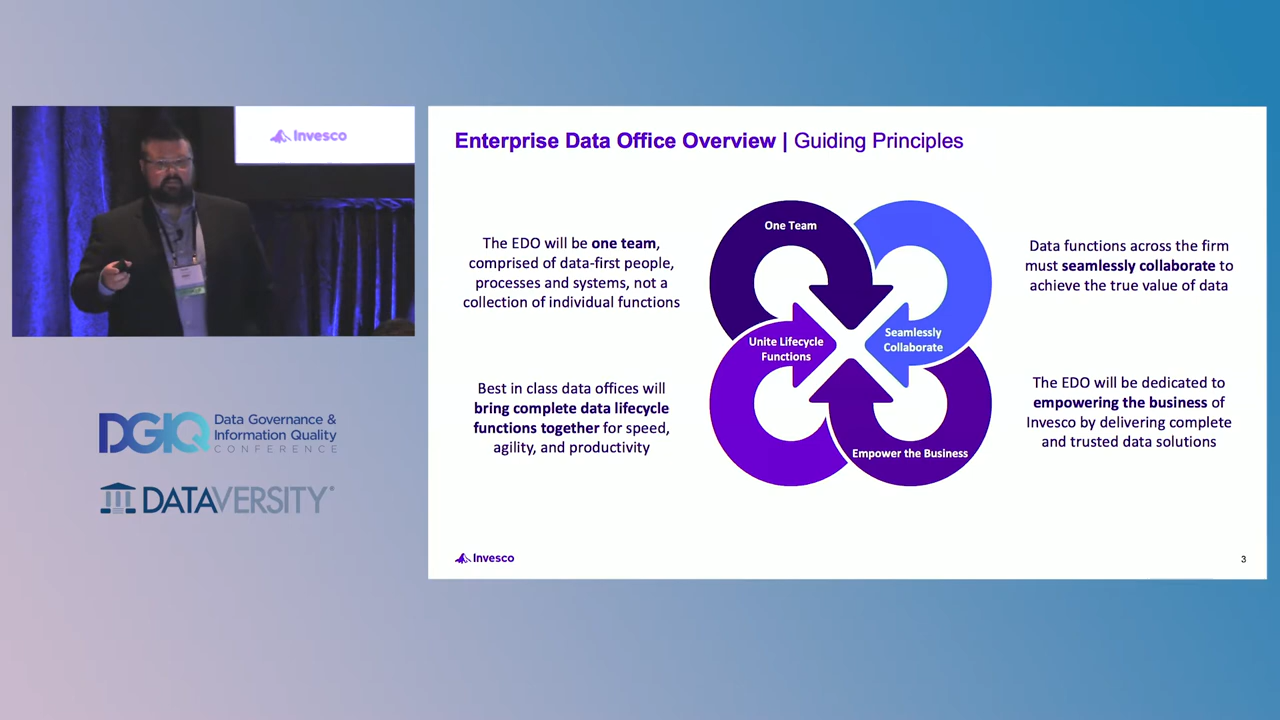 Invesco
Enterprise Data Office Overview | Guiding Principles
The EDO will be one team,
comprised of data-first people,
processes and systems, not a
collection of individual functions
One Team
Data functions across the firm
must seamlessly collaborate to
achieve the true value of data
Unite Lifecycle
Functions
Seamlessly
Collaborate
Best in class data offices will
bring complete data lifecycle
functions together for speed,
agility, and productivity
Empower the Business
The EDO will be dedicated to
empowering the business of
Invesco by delivering complete
and trusted data solutions
Invesco
3
DGIQ
Data Governance &
Information Quality
CONFERENCE
DATAVERSITY